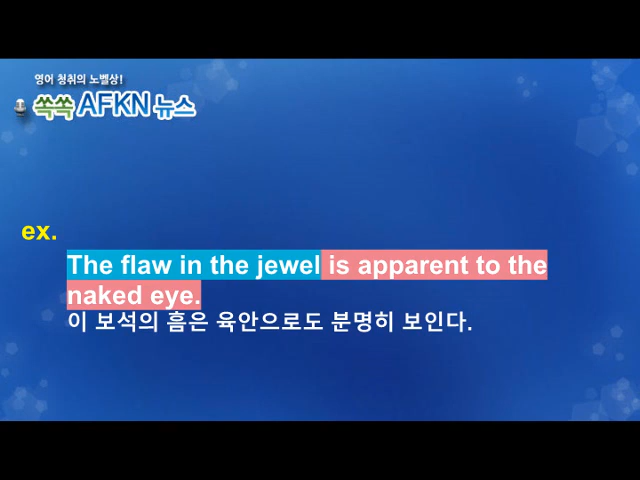 영어 청취의 노벨상!
쏙쏙 AFKN 뉴스
ex.
The flaw in the jewel is apparent to the
naked eye.
이 보석의 흠은 육안으로도 분명히 보인다.